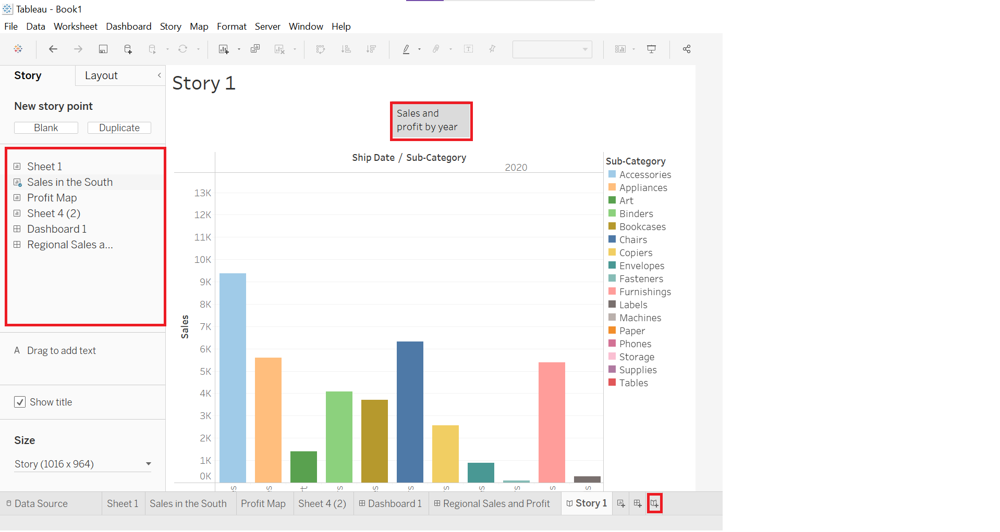 Tableau - Book1
File Data Worksheet Dashboard Story Map Format Server Window Help
Story Layout
Story 1
New story point
Blank Duplicate
Sales and
profit by year
Sheet 1
Sales in the South
Profit Map
Sheet 4 (2)
Dashboard 1
Regional Sales a...
A Drag to add text
Show title
Size
Story (1016 x 964)
Ship Date / Sub-Category
2020
13K
12K
11K
10K
9K
8K
7K
6K
5K
4K
3K
2K
1K
0K
Sales
Sub-Category
Accessories
Appliances
Art
Binders
Bookcases
Chairs
Copiers
Envelopes
Fasteners
Furnishings
Labels
Machines
Paper
Phones
Storage
Supplies
Tables
Data Source Sheet 1 Sales in the South Profit Map Sheet 4 (2) Dashboard 1 Regional Sales and Profit Story 1